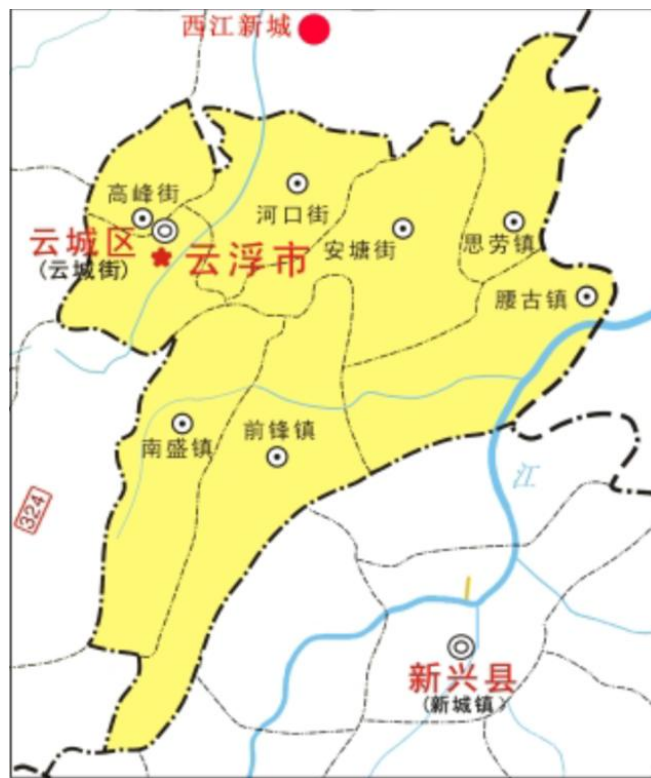 西江新城
高峰街
河口街
云城区
(云城街)
云浮市
安塘街
思劳镇
腰古镇
南盛镇
前锋镇
324
江
新兴县
(新城镇)